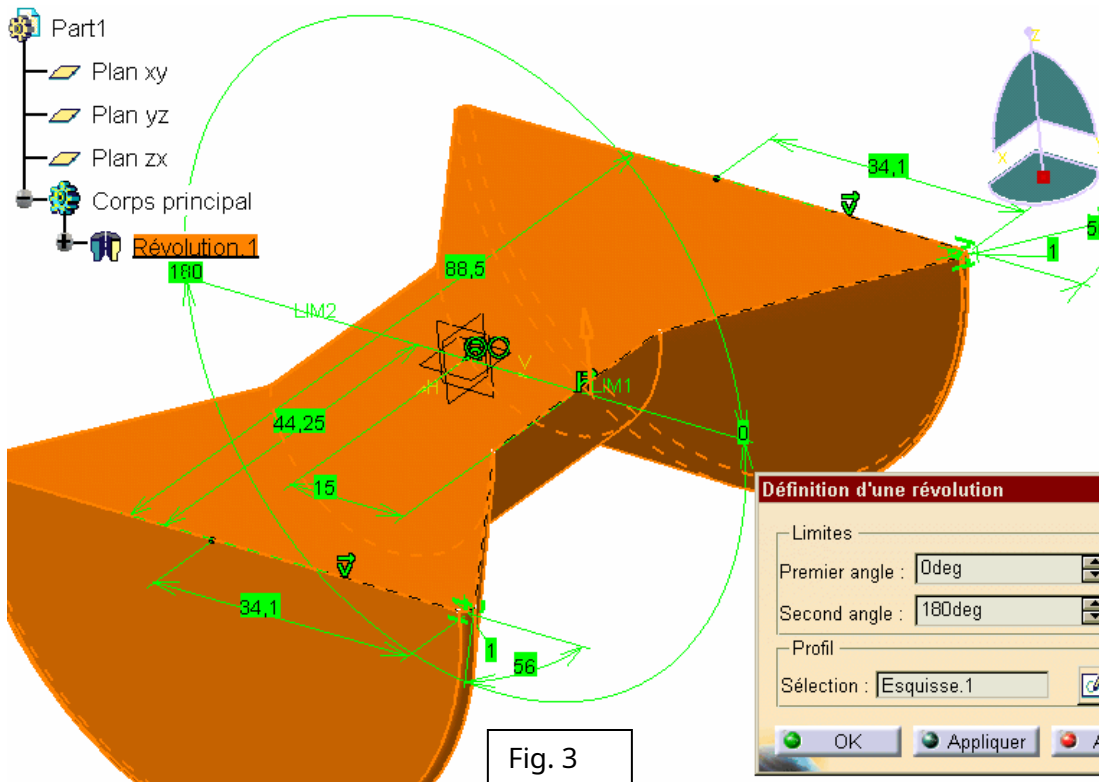 Part1
Plan xy
Plan yz
Plan zx
Corps principal
Révolution.1
z
x
34,1
1
180
88,5
LIM2
V
H
LIM1
0
44,25
15
34,1
1
56
Définition d'une révolution
Limites
Premier angle : 0deg
Second angle : 180deg
Profil
Sélection : Esquisse.1
OK Appliquer
Fig. 3